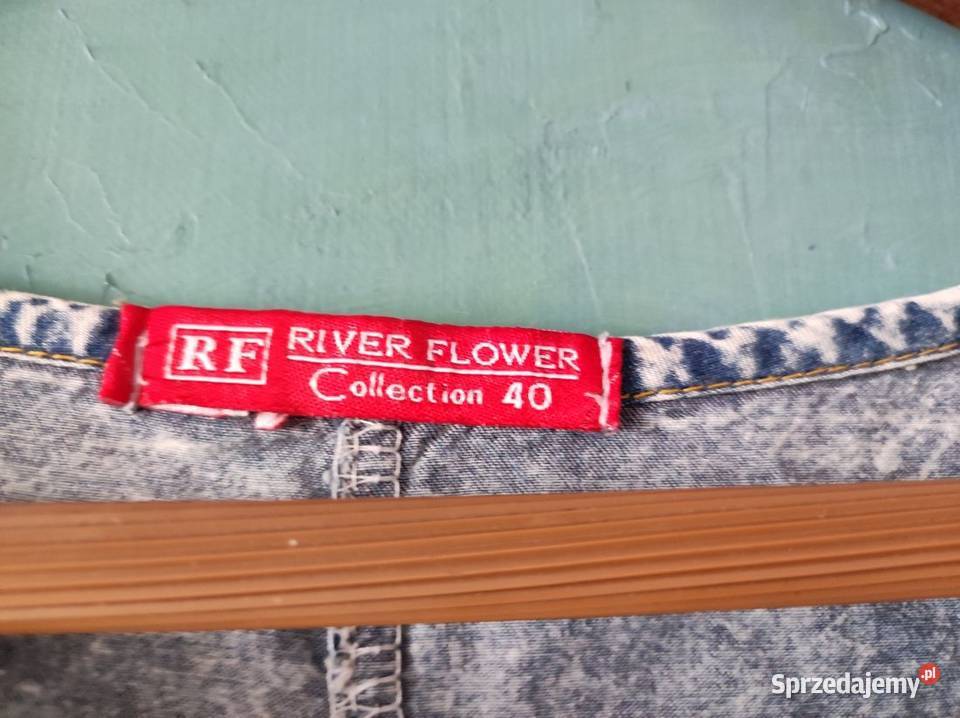 RF RIVER FLOWER
Collection 40
Sprzedajemy.pl